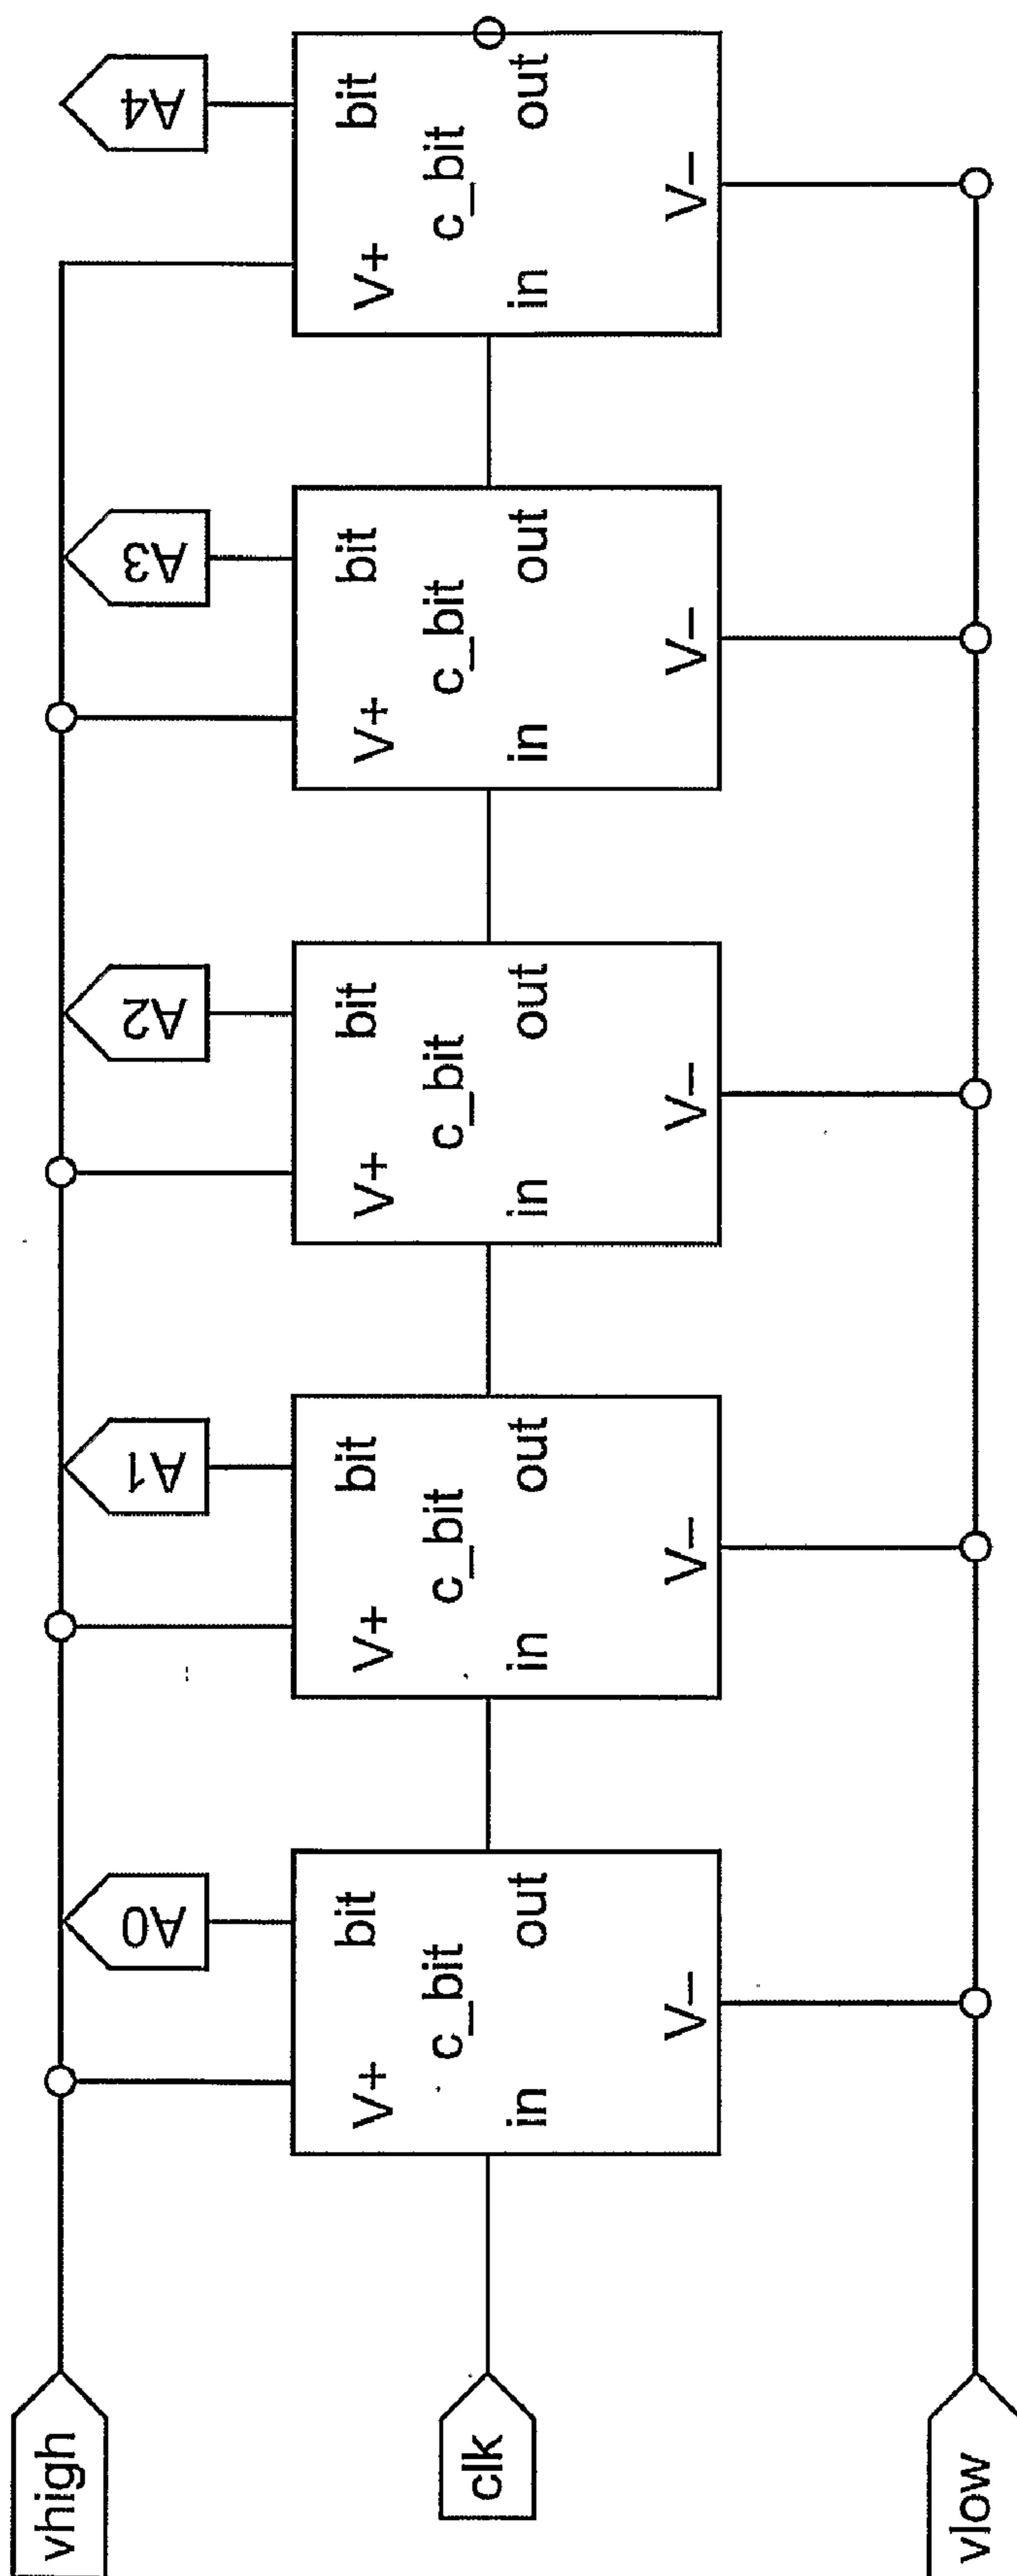 vhigh
A0
A1
A2
A3
A4
V+
bit
c_bit
in
out
V–
V+
bit
c_bit
in
out
V–
V+
bit
c_bit
in
out
V–
V+
bit
c_bit
in
out
V–
V+
bit
c_bit
in
out
V–
clk
vlow